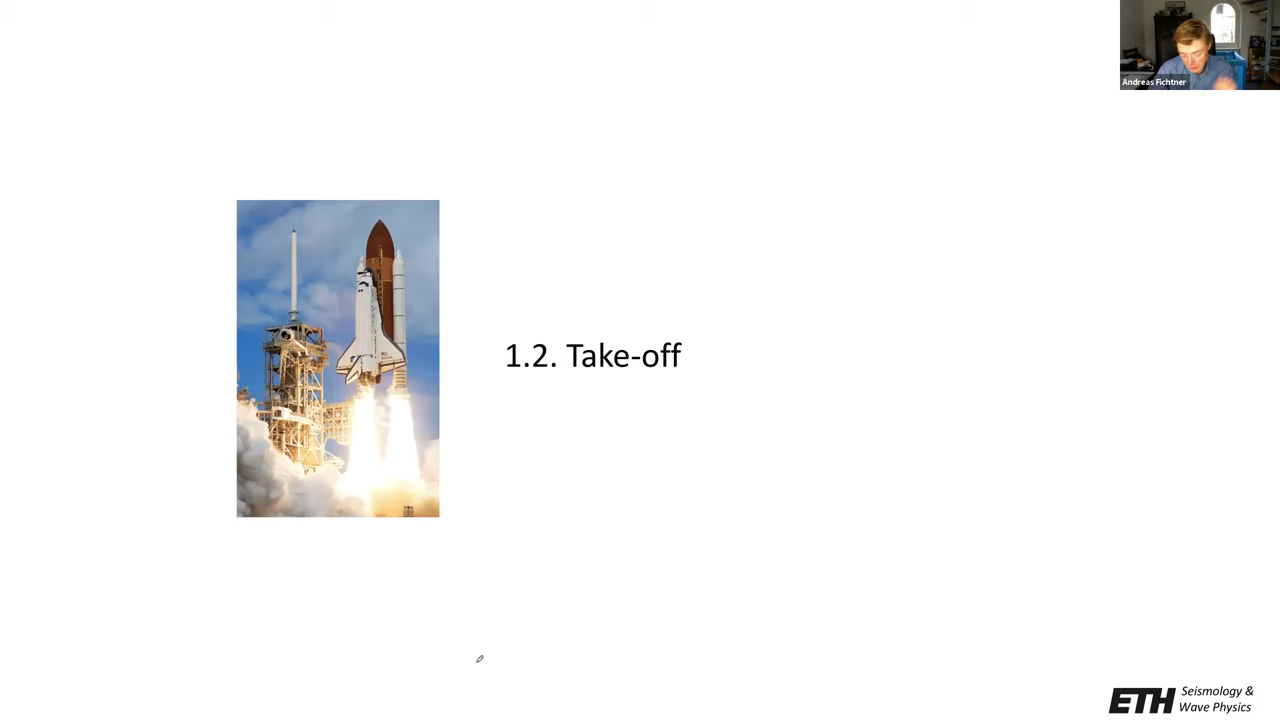 Andreas Fichtner
1.2. Take-off
ETH Seismology &
Wave Physics